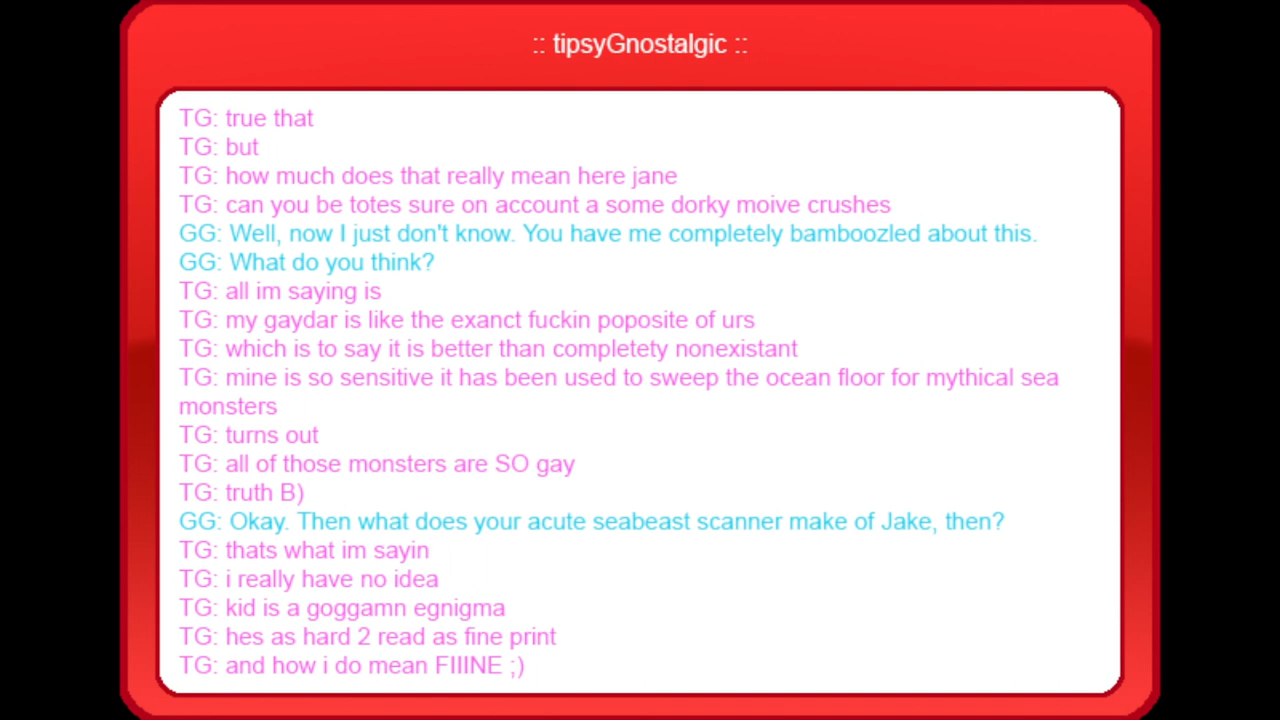 :: tipsyGnostalgic ::
TG: true that
TG: but
TG: how much does that really mean here jane
TG: can you be totes sure on account a some dorky moive crushes
GG: Well, now I just don't know. You have me completely bamboozled about this.
GG: What do you think?
TG: all im saying is
TG: my gaydar is like the exanct fuckin poposite of urs
TG: which is to say it is better than completety nonexistant
TG: mine is so sensitive it has been used to sweep the ocean floor for mythical sea
monsters
TG: turns out
TG: all of those monsters are SO gay
TG: truth B)
GG: Okay. Then what does your acute seabeast scanner make of Jake, then?
TG: thats what im sayin
TG: i really have no idea
TG: kid is a goggamn egnigma
TG: hes as hard 2 read as fine print
TG: and how i do mean FIIINE ;)